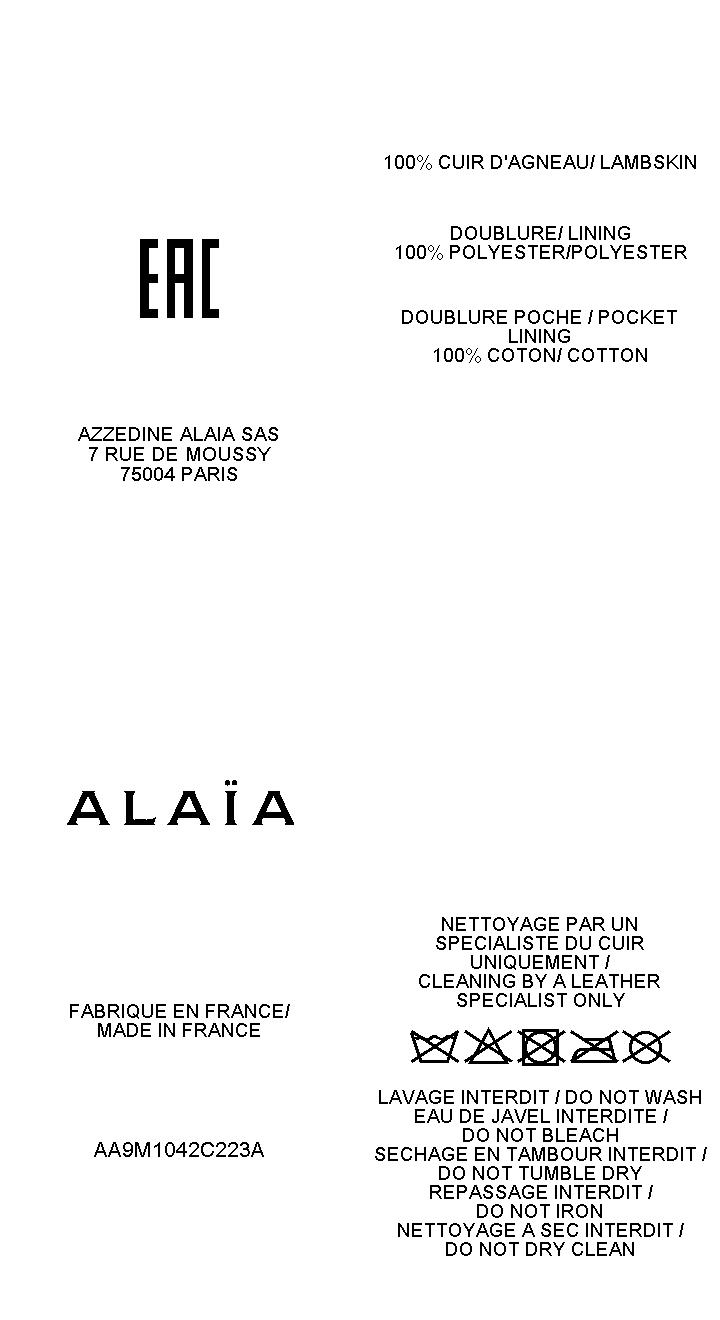 EAC
AZZEDINE ALAIA SAS
7 RUE DE MOUSSY
75004 PARIS
100% CUIR D'AGNEAU/ LAMBSKIN
DOUBLURE/ LINING
100% POLYESTER/POLYESTER
DOUBLURE POCHE / POCKET
LINING
100% COTON/ COTTON
ALAÏA
FABRIQUE EN FRANCE/
MADE IN FRANCE
AA9M1042C223A
NETTOYAGE PAR UN
SPECIALISTE DU CUIR
UNIQUEMENT /
CLEANING BY A LEATHER
SPECIALIST ONLY
LAVAGE INTERDIT / DO NOT WASH
EAU DE JAVEL INTERDITE /
DO NOT BLEACH
SECHAGE EN TAMBOUR INTERDIT /
DO NOT TUMBLE DRY
REPASSAGE INTERDIT /
DO NOT IRON
NETTOYAGE A SEC INTERDIT /
DO NOT DRY CLEAN